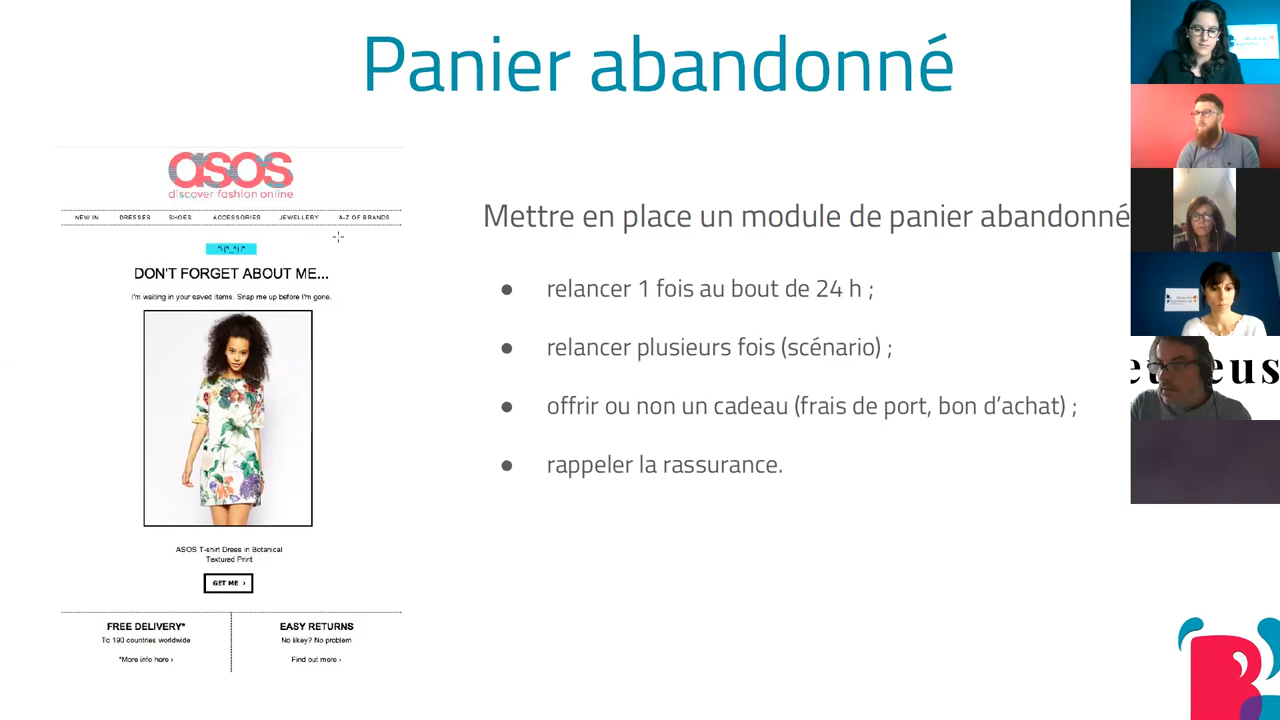 Panier abandonné
asos
discover fashion online
NEW IN DRESSES SHOES ACCESSORIES JEWELLERY A-Z OF BRANDS
DON'T FORGET ABOUT ME...
I'm waiting in your saved items. Snap me up before I'm gone.
ASOS T-shirt Dress in Botanical
Textured Print
GET ME ›
FREE DELIVERY*
To 190 countries worldwide
*More info here ›
EASY RETURNS
No likey? No problem
Find out more ›
Mettre en place un module de panier abandonné
● relancer 1 fois au bout de 24 h ;
● relancer plusieurs fois (scénario) ;
● offrir ou non un cadeau (frais de port, bon d'achat) ;
● rappeler la rassurance.
B